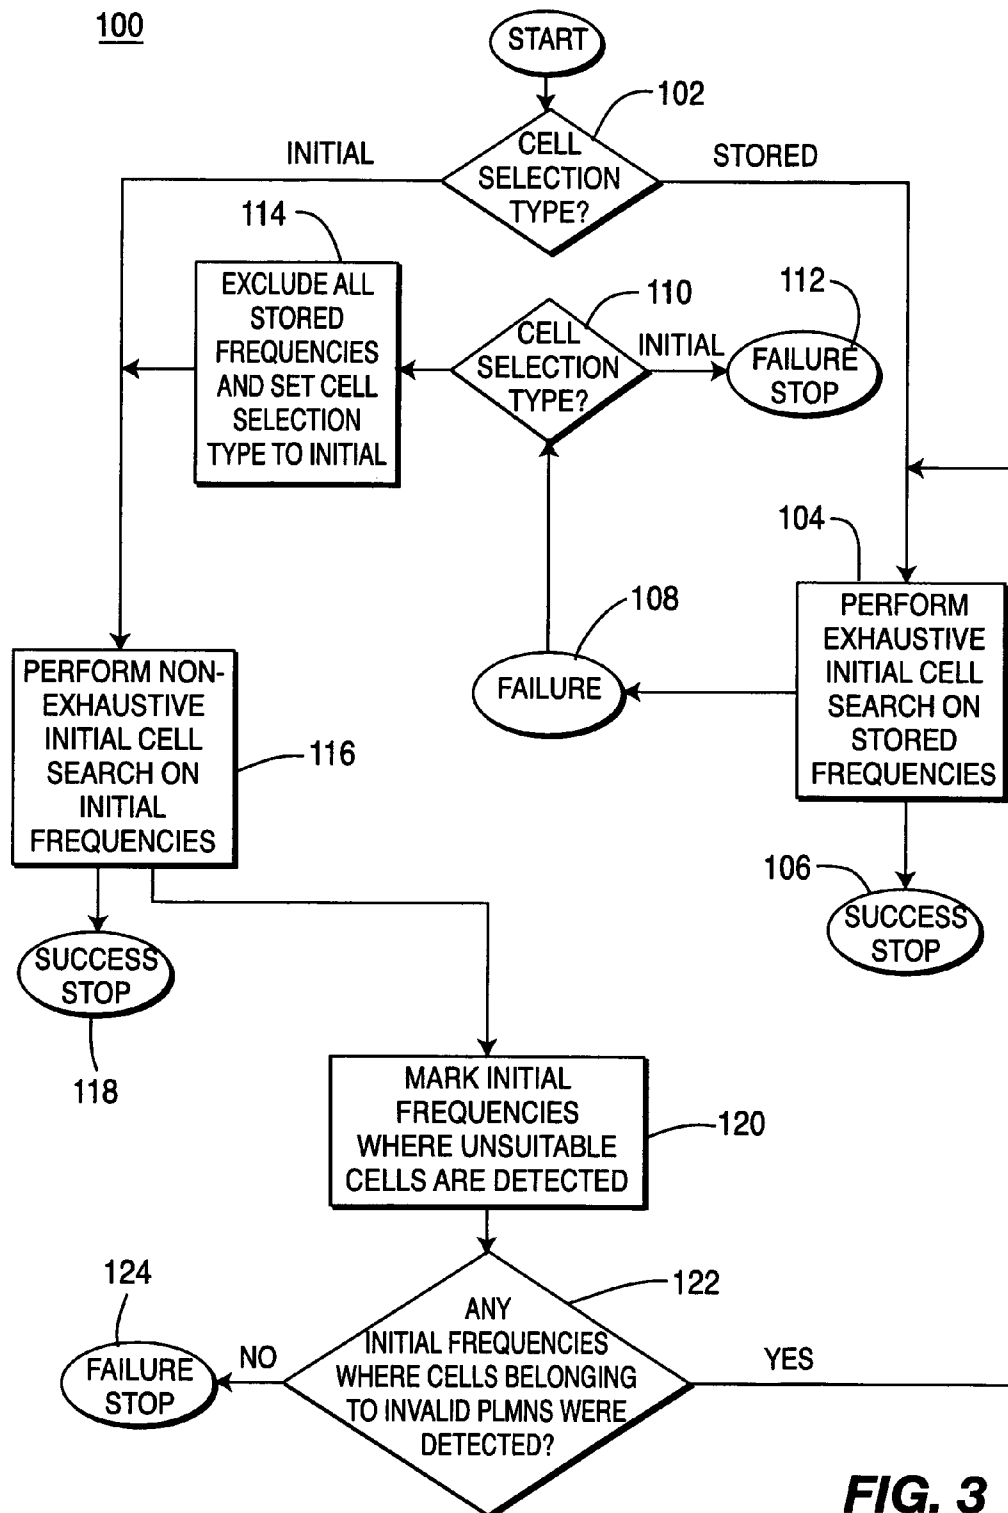 100
START
102
CELL
SELECTION
TYPE?
INITIAL
STORED
114
EXCLUDE ALL
STORED
FREQUENCIES
AND SET CELL
SELECTION
TYPE TO INITIAL
110
CELL
SELECTION
TYPE?
INITIAL
112
FAILURE
STOP
104
PERFORM
EXHAUSTIVE
INITIAL CELL
SEARCH ON
STORED
FREQUENCIES
108
FAILURE
PERFORM NON-
EXHAUSTIVE
INITIAL CELL
SEARCH ON
INITIAL
FREQUENCIES
116
106
SUCCESS
STOP
SUCCESS
STOP
118
MARK INITIAL
FREQUENCIES
WHERE UNSUITABLE
CELLS ARE DETECTED
120
122
ANY
INITIAL FREQUENCIES
WHERE CELLS BELONGING
TO INVALID PLMNS WERE
DETECTED?
124
FAILURE
STOP
NO
YES
FIG. 3